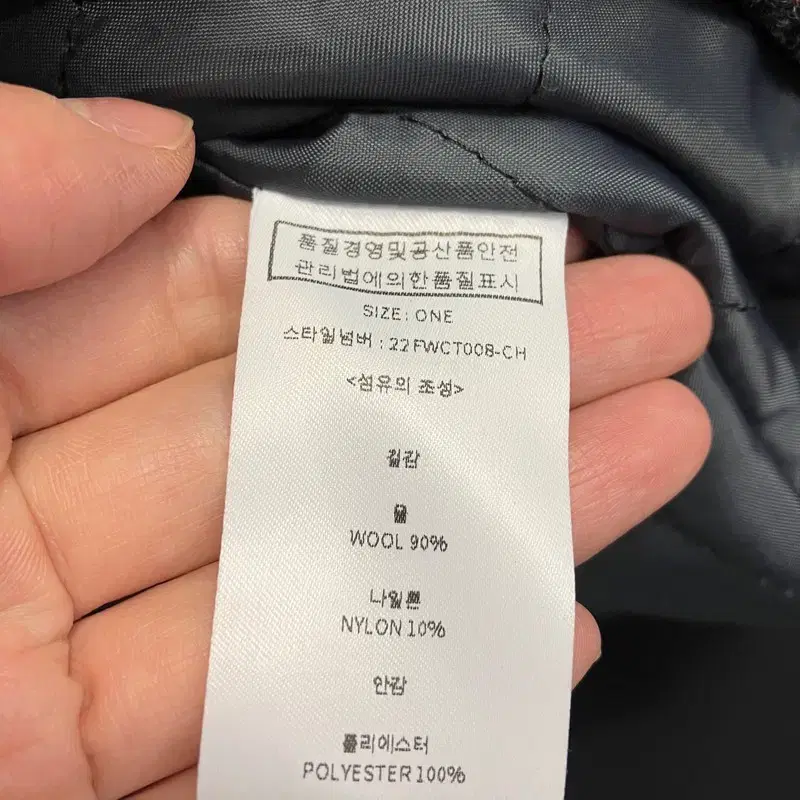 품질경영및공산품안전
관리법에의한품질표시
SIZE: ONE
스타일넘버 : 22FWCT008-CH
<섬유의 조성>
겉감
울
WOOL 90%
나일론
NYLON 10%
안감
폴리에스터
POLYESTER 100%